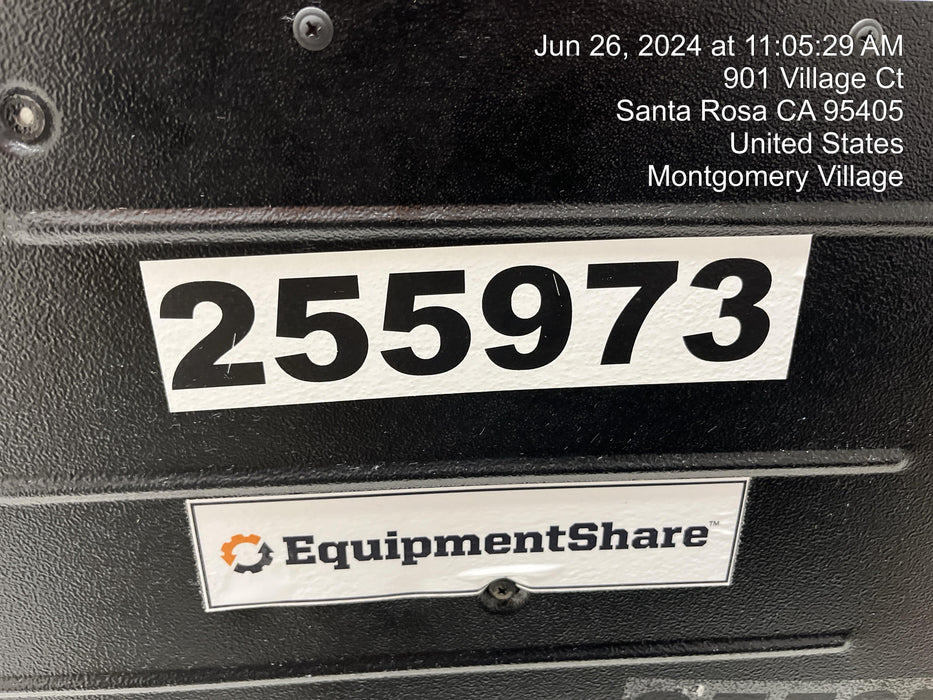 Jun 26, 2024 at 11:05:29 AM
901 Village Ct
Santa Rosa CA 95405
United States
Montgomery Village
255973
EquipmentShare™